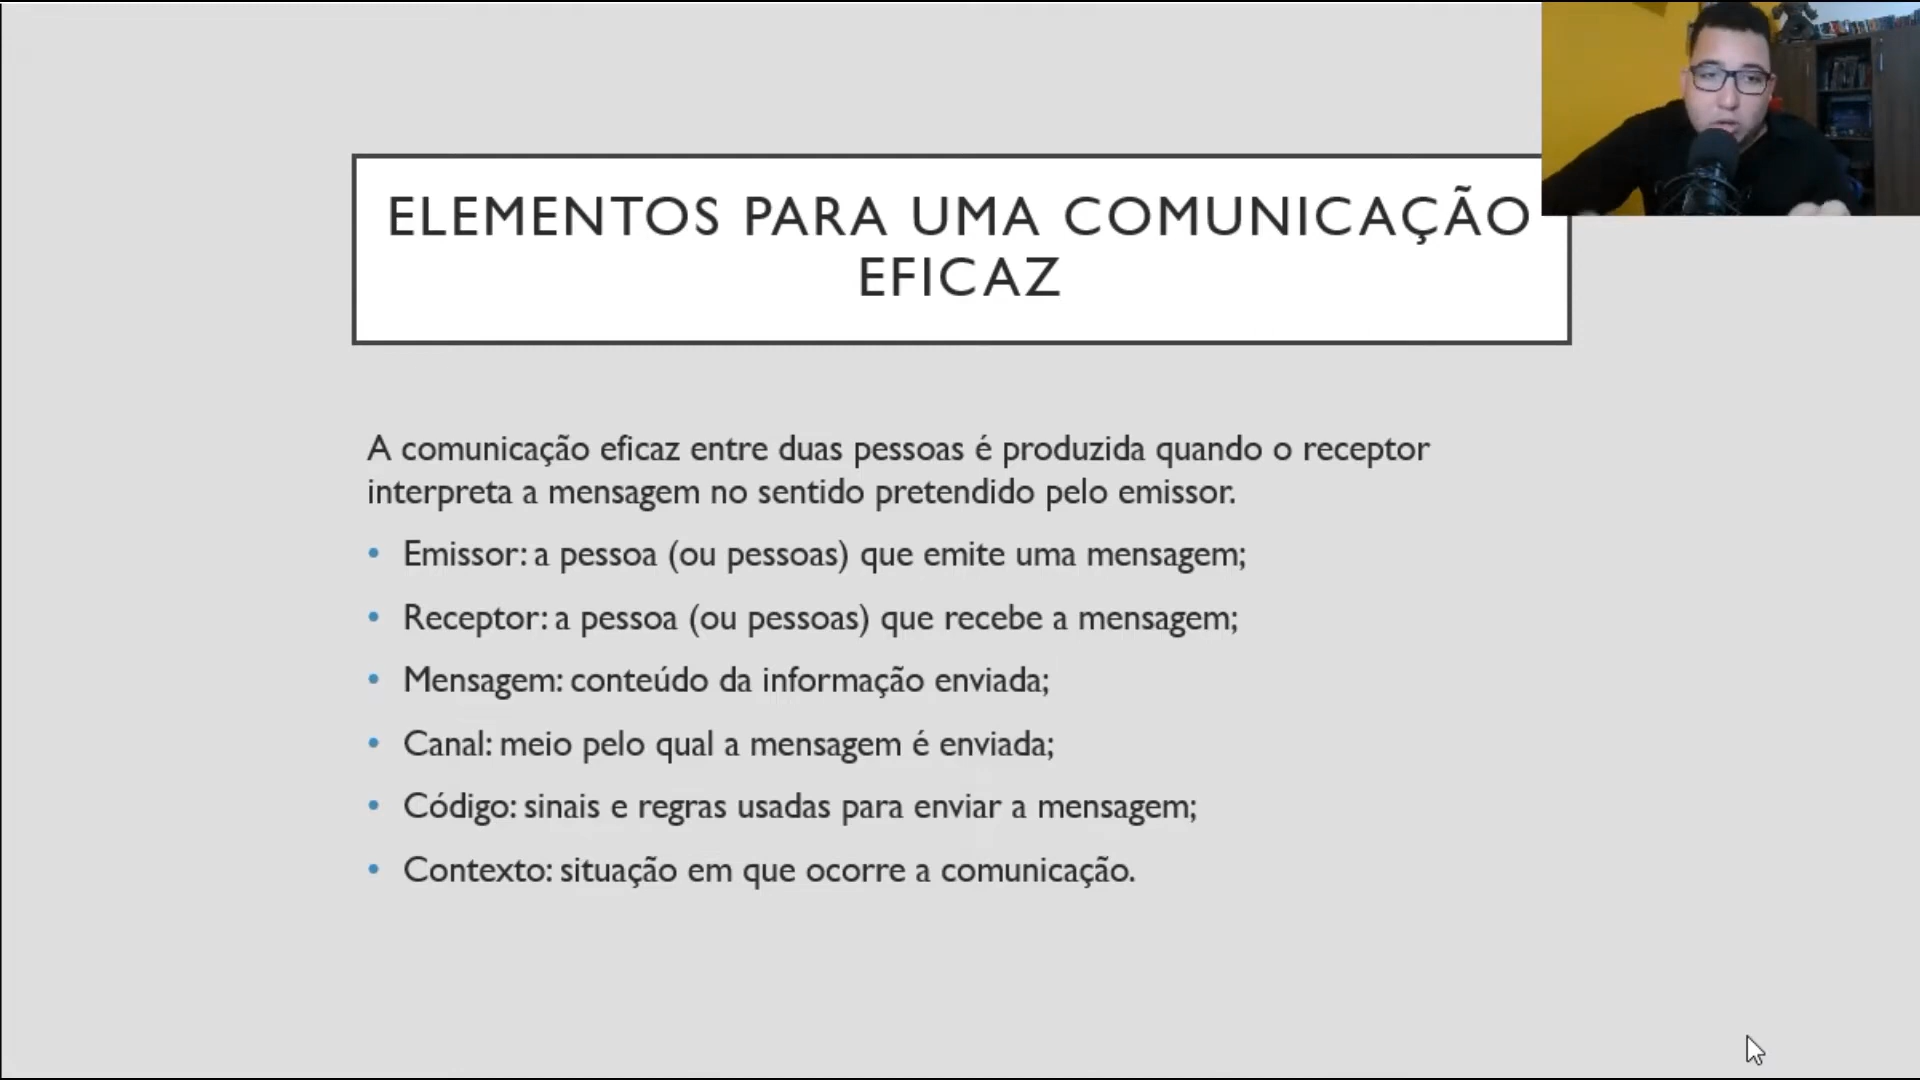 ELEMENTOS PARA UMA COMUNICAÇÃO
EFICAZ
A comunicação eficaz entre duas pessoas é produzida quando o receptor
interpreta a mensagem no sentido pretendido pelo emissor.
• Emissor: a pessoa (ou pessoas) que emite uma mensagem;
• Receptor: a pessoa (ou pessoas) que recebe a mensagem;
• Mensagem: conteúdo da informação enviada;
• Canal: meio pelo qual a mensagem é enviada;
• Código: sinais e regras usadas para enviar a mensagem;
• Contexto: situação em que ocorre a comunicação.